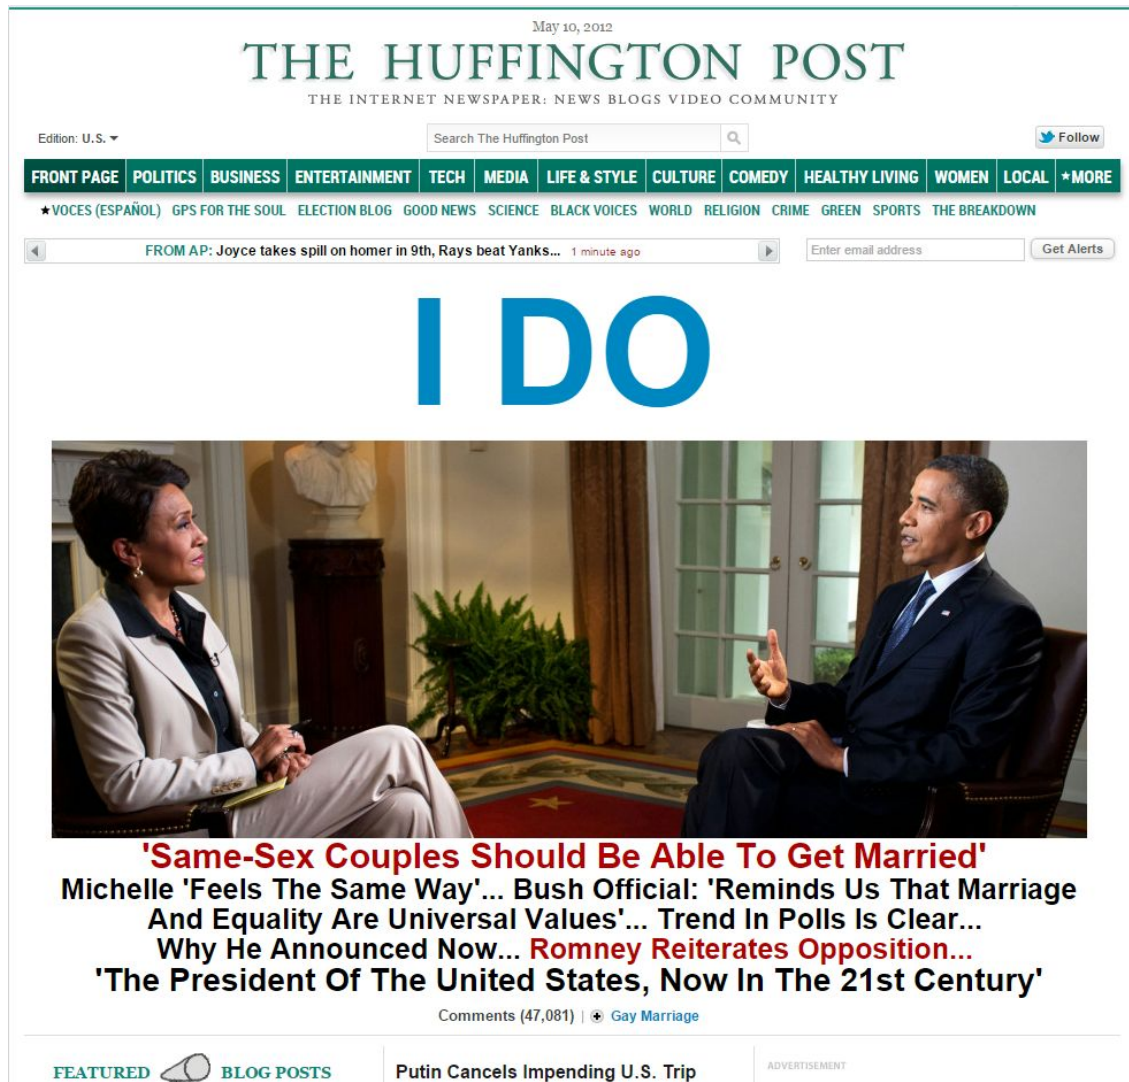 May 10, 2012
THE HUFFINGTON POST
THE INTERNET NEWSPAPER: NEWS BLOGS VIDEO COMMUNITY
Edition: U.S.
Search The Huffington Post
Follow
FRONT PAGE POLITICS BUSINESS ENTERTAINMENT TECH MEDIA LIFE & STYLE CULTURE COMEDY HEALTHY LIVING WOMEN LOCAL ★MORE
★VOCES (ESPAÑOL) GPS FOR THE SOUL ELECTION BLOG GOOD NEWS SCIENCE BLACK VOICES WORLD RELIGION CRIME GREEN SPORTS THE BREAKDOWN
FROM AP: Joyce takes spill on homer in 9th, Rays beat Yanks... 1 minute ago
Enter email address
Get Alerts
I DO
'Same-Sex Couples Should Be Able To Get Married'
Michelle 'Feels The Same Way'... Bush Official: 'Reminds Us That Marriage
And Equality Are Universal Values'... Trend In Polls Is Clear...
Why He Announced Now... Romney Reiterates Opposition...
'The President Of The United States, Now In The 21st Century'
Comments (47,081) | Gay Marriage
FEATURED BLOG POSTS
Putin Cancels Impending U.S. Trip
ADVERTISEMENT